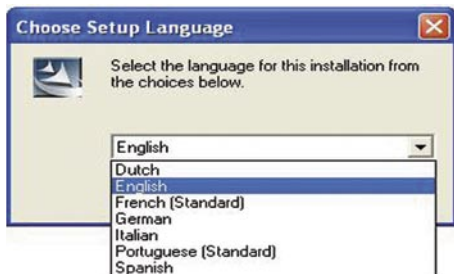 Choose Setup Language
Select the language for this installation from
the choices below.
English
Dutch
English
French (Standard)
German
Italian
Portuguese (Standard)
Spanish